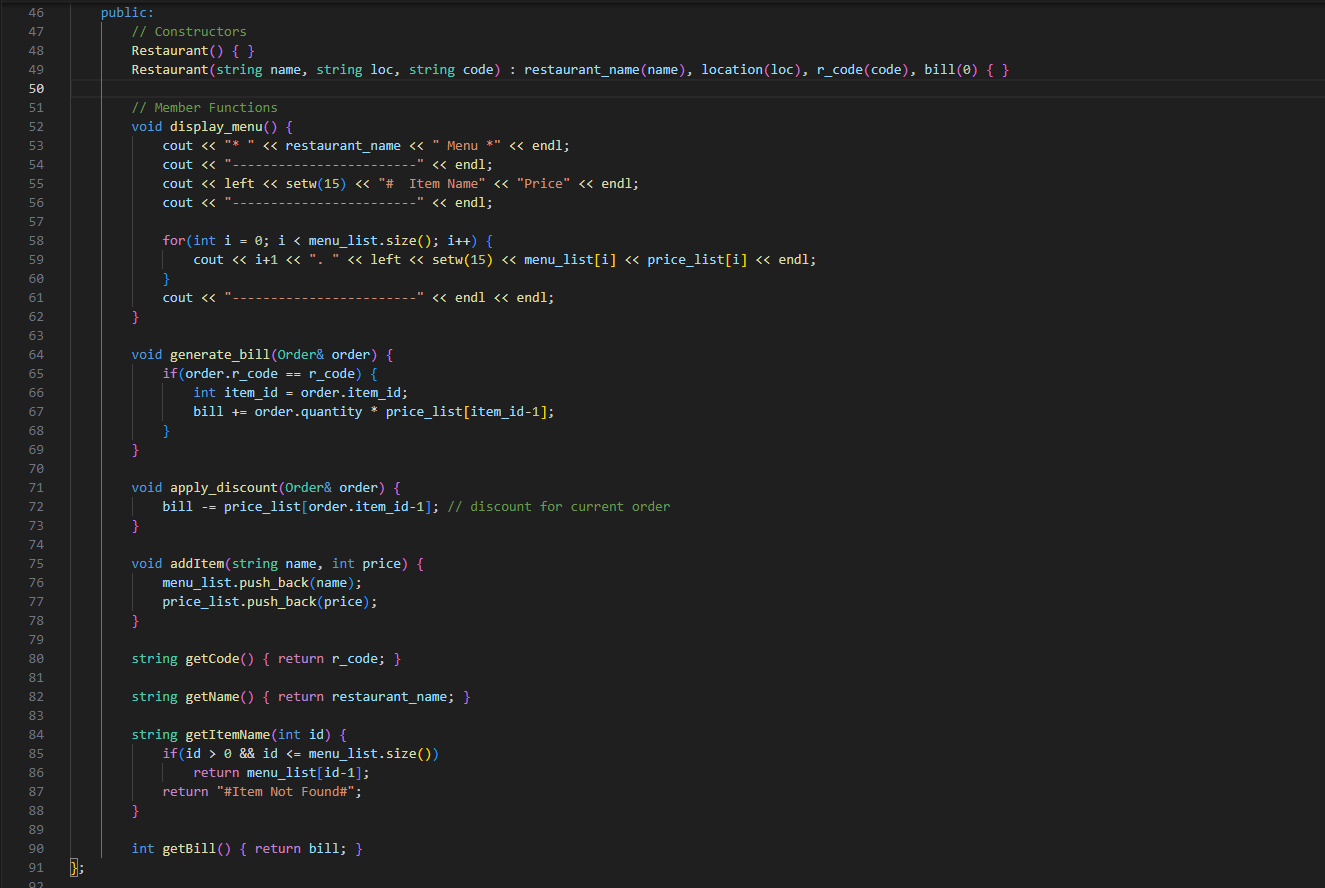 46 public:
47 // Constructors
48 Restaurant() { }
49 Restaurant(string name, string loc, string code) : restaurant_name(name), location(loc), r_code(code), bill(0) { }
50
51 // Member Functions
52 void display_menu() {
53 cout << "* " << restaurant_name << " Menu *" << endl;
54 cout << "------------------------" << endl;
55 cout << left << setw(15) << "#  Item Name" << "Price" << endl;
56 cout << "------------------------" << endl;
57
58 for(int i = 0; i < menu_list.size(); i++) {
59 cout << i+1 << ". " << left << setw(15) << menu_list[i] << price_list[i] << endl;
60 }
61 cout << "------------------------" << endl << endl;
62 }
63
64 void generate_bill(Order& order) {
65 if(order.r_code == r_code) {
66 int item_id = order.item_id;
67 bill += order.quantity * price_list[item_id-1];
68 }
69 }
70
71 void apply_discount(Order& order) {
72 bill -= price_list[order.item_id-1]; // discount for current order
73 }
74
75 void addItem(string name, int price) {
76 menu_list.push_back(name);
77 price_list.push_back(price);
78 }
79
80 string getCode() { return r_code; }
81
82 string getName() { return restaurant_name; }
83
84 string getItemName(int id) {
85 if(id > 0 && id <= menu_list.size())
86 return menu_list[id-1];
87 return "#Item Not Found#";
88 }
89
90 int getBill() { return bill; }
91 };
92